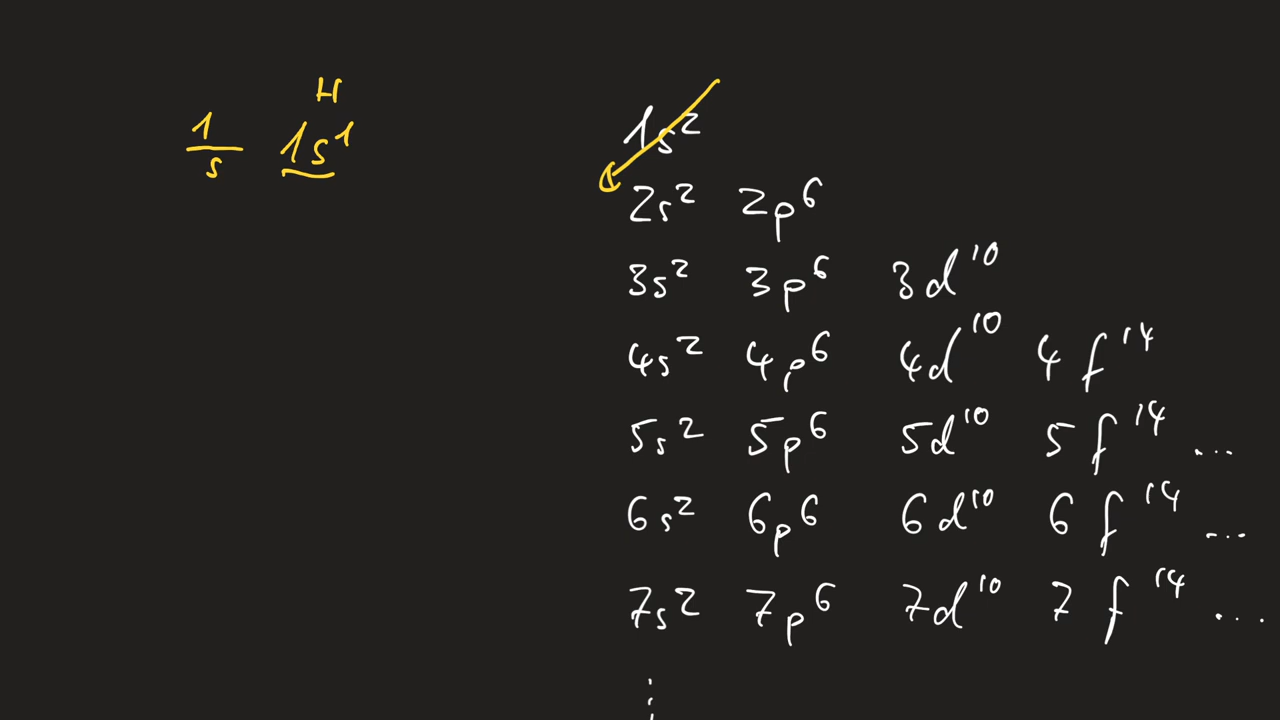 H
1/s 1s¹
1s²
2s² 2p⁶
3s² 3p⁶ 3d¹⁰
4s² 4p⁶ 4d¹⁰ 4f¹⁴
5s² 5p⁶ 5d¹⁰ 5f¹⁴ ...
6s² 6p⁶ 6d¹⁰ 6f¹⁴ ...
7s² 7p⁶ 7d¹⁰ 7f¹⁴ ...
⋮